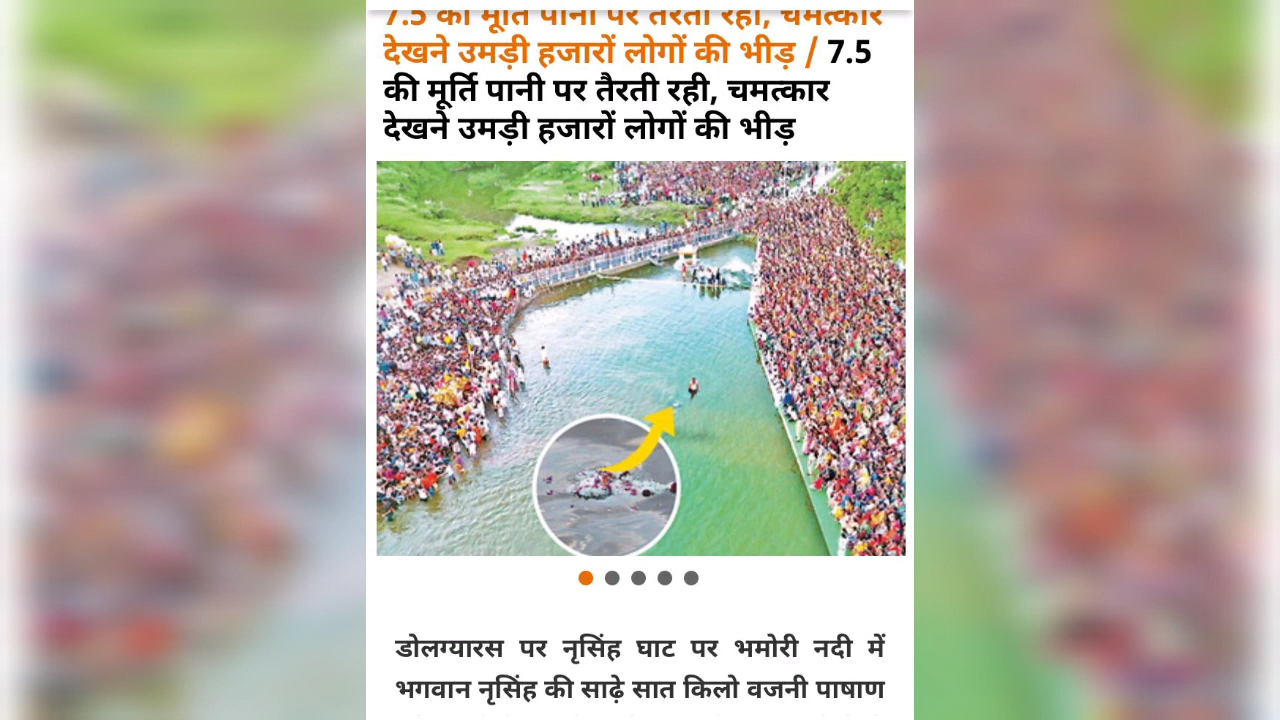 7.5 की मूर्ति पानी पर तैरती रही, चमत्कार
देखने उमड़ी हजारों लोगों की भीड़ / 7.5
की मूर्ति पानी पर तैरती रही, चमत्कार
देखने उमड़ी हजारों लोगों की भीड़
डोलग्यारस पर नृसिंह घाट पर भमोरी नदी में
भगवान नृसिंह की साढ़े सात किलो वजनी पाषाण